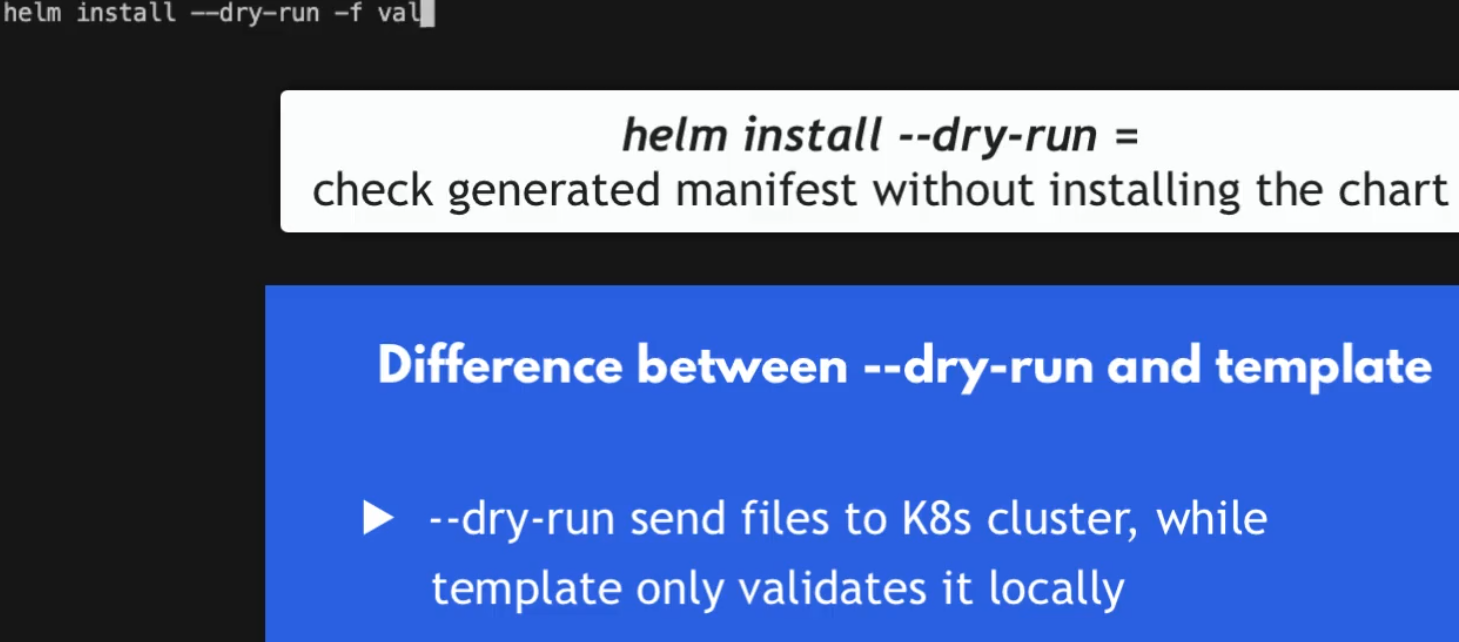 helm install --dry-run -f val
helm install --dry-run =
check generated manifest without installing the chart
Difference between --dry-run and template
▶ --dry-run send files to K8s cluster, while
template only validates it locally